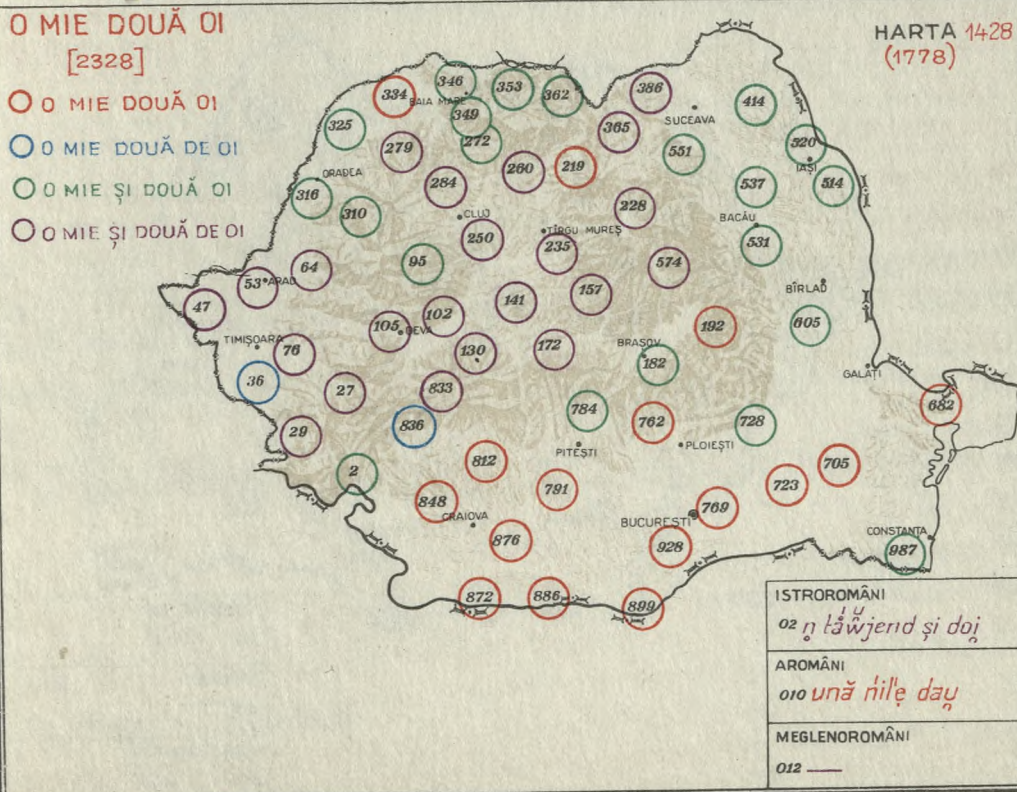 O MIE DOUĂ OI
[2328]
O MIE DOUĂ OI
O MIE DOUĂ DE OI
O MIE ȘI DOUĂ OI
O MIE ȘI DOUĂ DE OI
HARTA 1428
(1778)
346
353
362
386
334
BAIA MARE
349
414
SUCEAVA
325
365
279
272
551
520
IAȘI
260
219
ORADEA
284
316
537
514
310
228
CLUJ
BACĂU
TÎRGU MUREȘ
250
235
531
95
574
64
53
ARAD
BÎRLAD
157
141
47
102
105
DEVA
192
605
TIMIȘOARA
76
130
172
BRAȘOV
182
GALAȚI
36
27
833
682
784
762
728
836
29
PITEȘTI
PLOIEȘTI
2
812
705
791
723
848
CRAIOVA
769
BUCUREȘTI
876
928
CONSTANȚA
987
872
886
899
ISTROROMÂNI
02 și doi
AROMÂNI
010 ună
MEGLENOROMÂNI
012 —